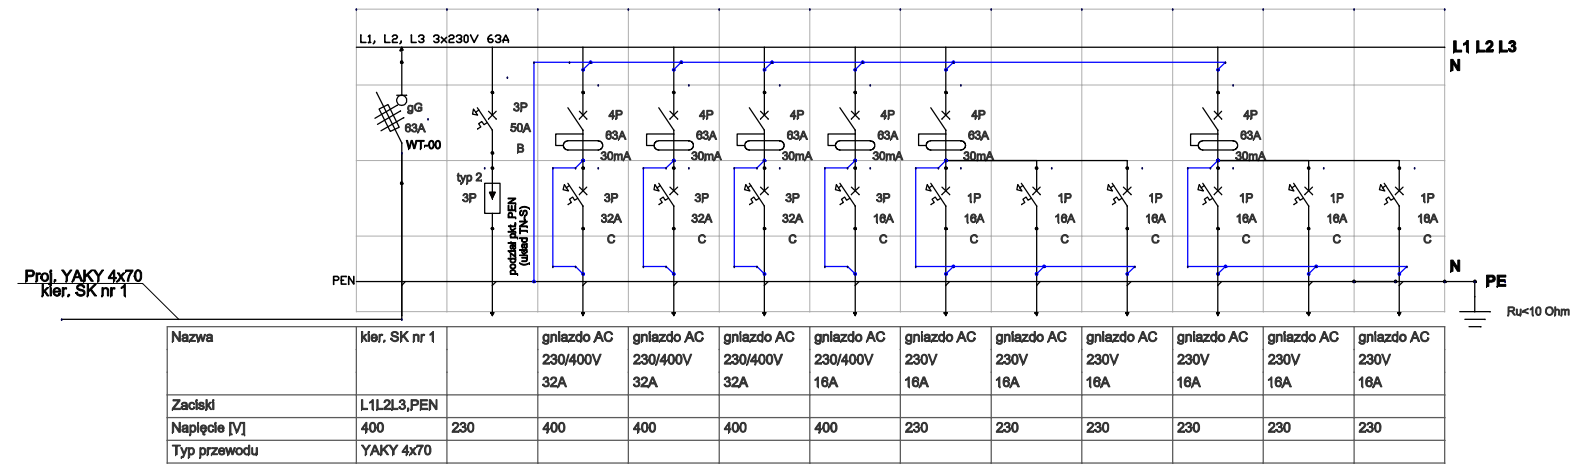 L1, L2, L3 3x230V 63A
L1 L2 L3
N
gG
63A
WT-00
3P
50A
B
typ 2
3P
podział pkt. PEN
(układ TN-S)
4P
63A
30mA
4P
63A
30mA
4P
63A
30mA
4P
63A
30mA
4P
63A
30mA
4P
63A
30mA
3P
32A
C
3P
32A
C
3P
32A
C
3P
16A
C
1P
16A
C
1P
16A
C
1P
16A
C
1P
16A
C
1P
16A
C
1P
16A
C
N
PEN
PE
Ru<10 Ohm
Proj. YAKY 4x70
kier. SK nr 1
Nazwa kier. SK nr 1 gniazdo AC gniazdo AC gniazdo AC gniazdo AC gniazdo AC gniazdo AC gniazdo AC gniazdo AC gniazdo AC gniazdo AC
230/400V 230/400V 230/400V 230/400V 230V 230V 230V 230V 230V 230V
32A 32A 32A 16A 16A 16A 16A 16A 16A 16A
Zaciski L1L2L3,PEN
Napięcie [V] 400 230 400 400 400 400 230 230 230 230 230 230
Typ przewodu YAKY 4x70